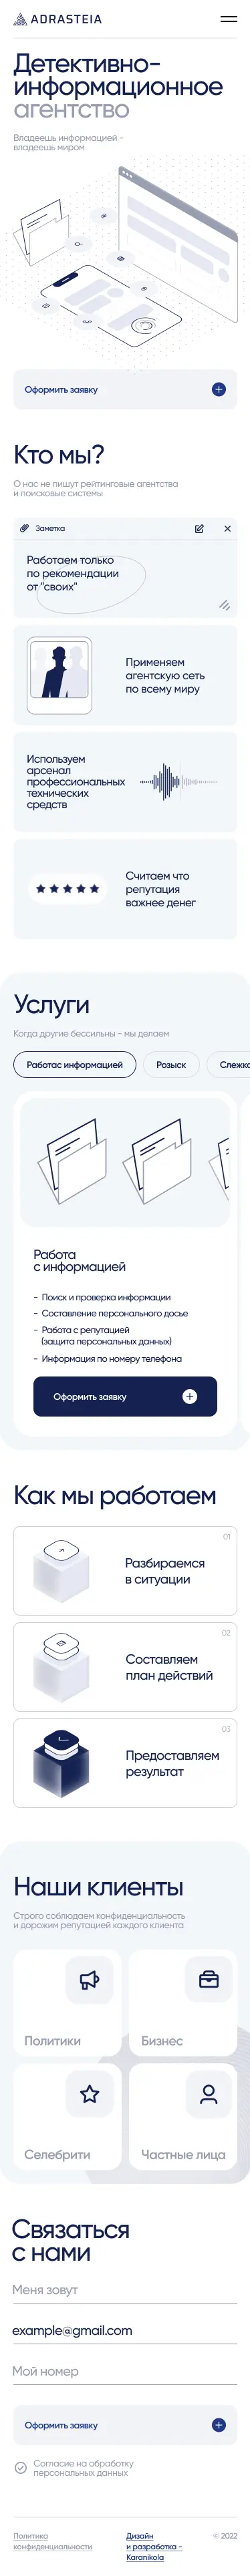 ADRASTEIA
Детективно-
информационное
агентство
Владеешь информацией -
владеешь миром
Оформить заявку
Кто мы?
О нас не пишут рейтинговые агентства
и поисковые системы
Заметка
Работаем только
по рекомендации
от "своих"
Применяем
агентскую сеть
по всему миру
Используем
арсенал
профессиональных
технических
средств
Считаем что
репутация
важнее денег
Услуги
Когда другие бессильны - мы делаем
Работас информацией
Розыск
Слежка
Работа
с информацией
- Поиск и проверка информации
- Составление персонального досье
- Работа с репутацией
(защита персональных данных)
- Информация по номеру телефона
Оформить заявку
Как мы работаем
01
Разбираемся
в ситуации
02
Составляем
план действий
03
Предоставляем
результат
Наши клиенты
Строго соблюдаем конфиденциальность
и дорожим репутацией каждого клиента
Политики
Бизнес
Селебрити
Частные лица
Связаться
с нами
Меня зовут
example@gmail.com
Мой номер
Оформить заявку
Согласие на обработку
персональных данных
Политика
конфиденциальности
Дизайн
и разработка -
Karanikola
© 2022